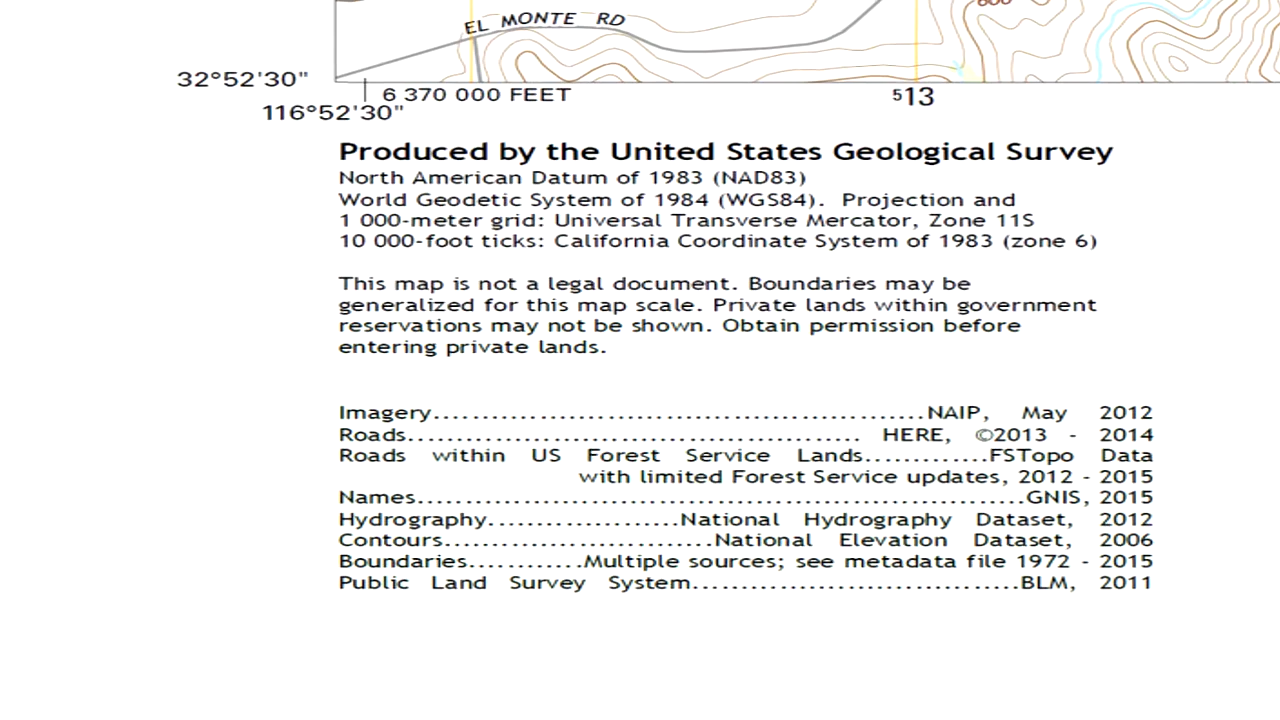 600
EL MONTE RD
32°52'30"
6 370 000 FEET
513
116°52'30"
Produced by the United States Geological Survey
North American Datum of 1983 (NAD83)
World Geodetic System of 1984 (WGS84).  Projection and
1 000-meter grid: Universal Transverse Mercator, Zone 11S
10 000-foot ticks: California Coordinate System of 1983 (zone 6)
This map is not a legal document. Boundaries may be
generalized for this map scale. Private lands within government
reservations may not be shown. Obtain permission before
entering private lands.
Imagery.................................................NAIP, May 2012
Roads............................................. HERE, ©2013 - 2014
Roads within US Forest Service Lands.............FSTopo Data
with limited Forest Service updates, 2012 - 2015
Names.............................................................GNIS, 2015
Hydrography...................National Hydrography Dataset, 2012
Contours...........................National Elevation Dataset, 2006
Boundaries............Multiple sources; see metadata file 1972 - 2015
Public Land Survey System.................................BLM, 2011